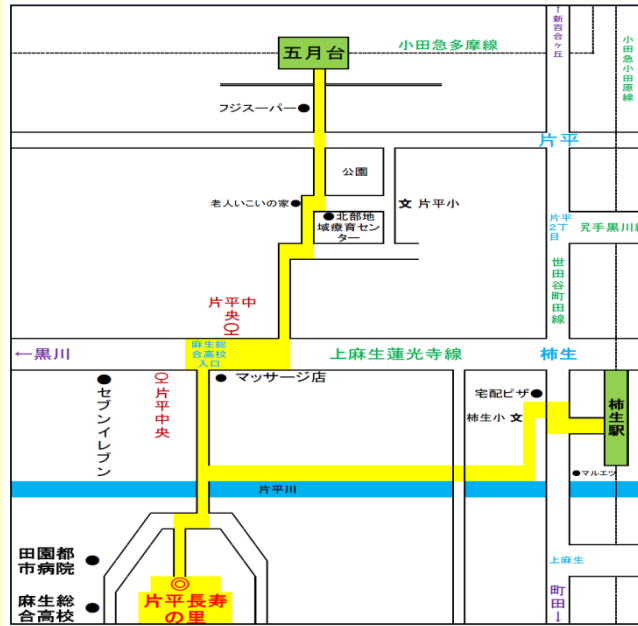 ↑新百合ヶ丘
小田急多摩線
小田急小田原線
五月台
フジスーパー●
片平
公園
老人いこいの家●
文 片平小
●北部地
域療育セン
ター
片平
2丁
目
尻手黒川線
世田谷町田線
片平中
央
麻生総
合高校
入口
←黒川
上麻生蓮光寺線
柿生
片平中央
● マッサージ店
●セブンイレブン
宅配ピザ●
柿生小 文
柿生駅
●マルエツ
片平川
田園都
市病院 ●
上麻生
片平長寿
の里
麻生総
合高校 ●
町田↓